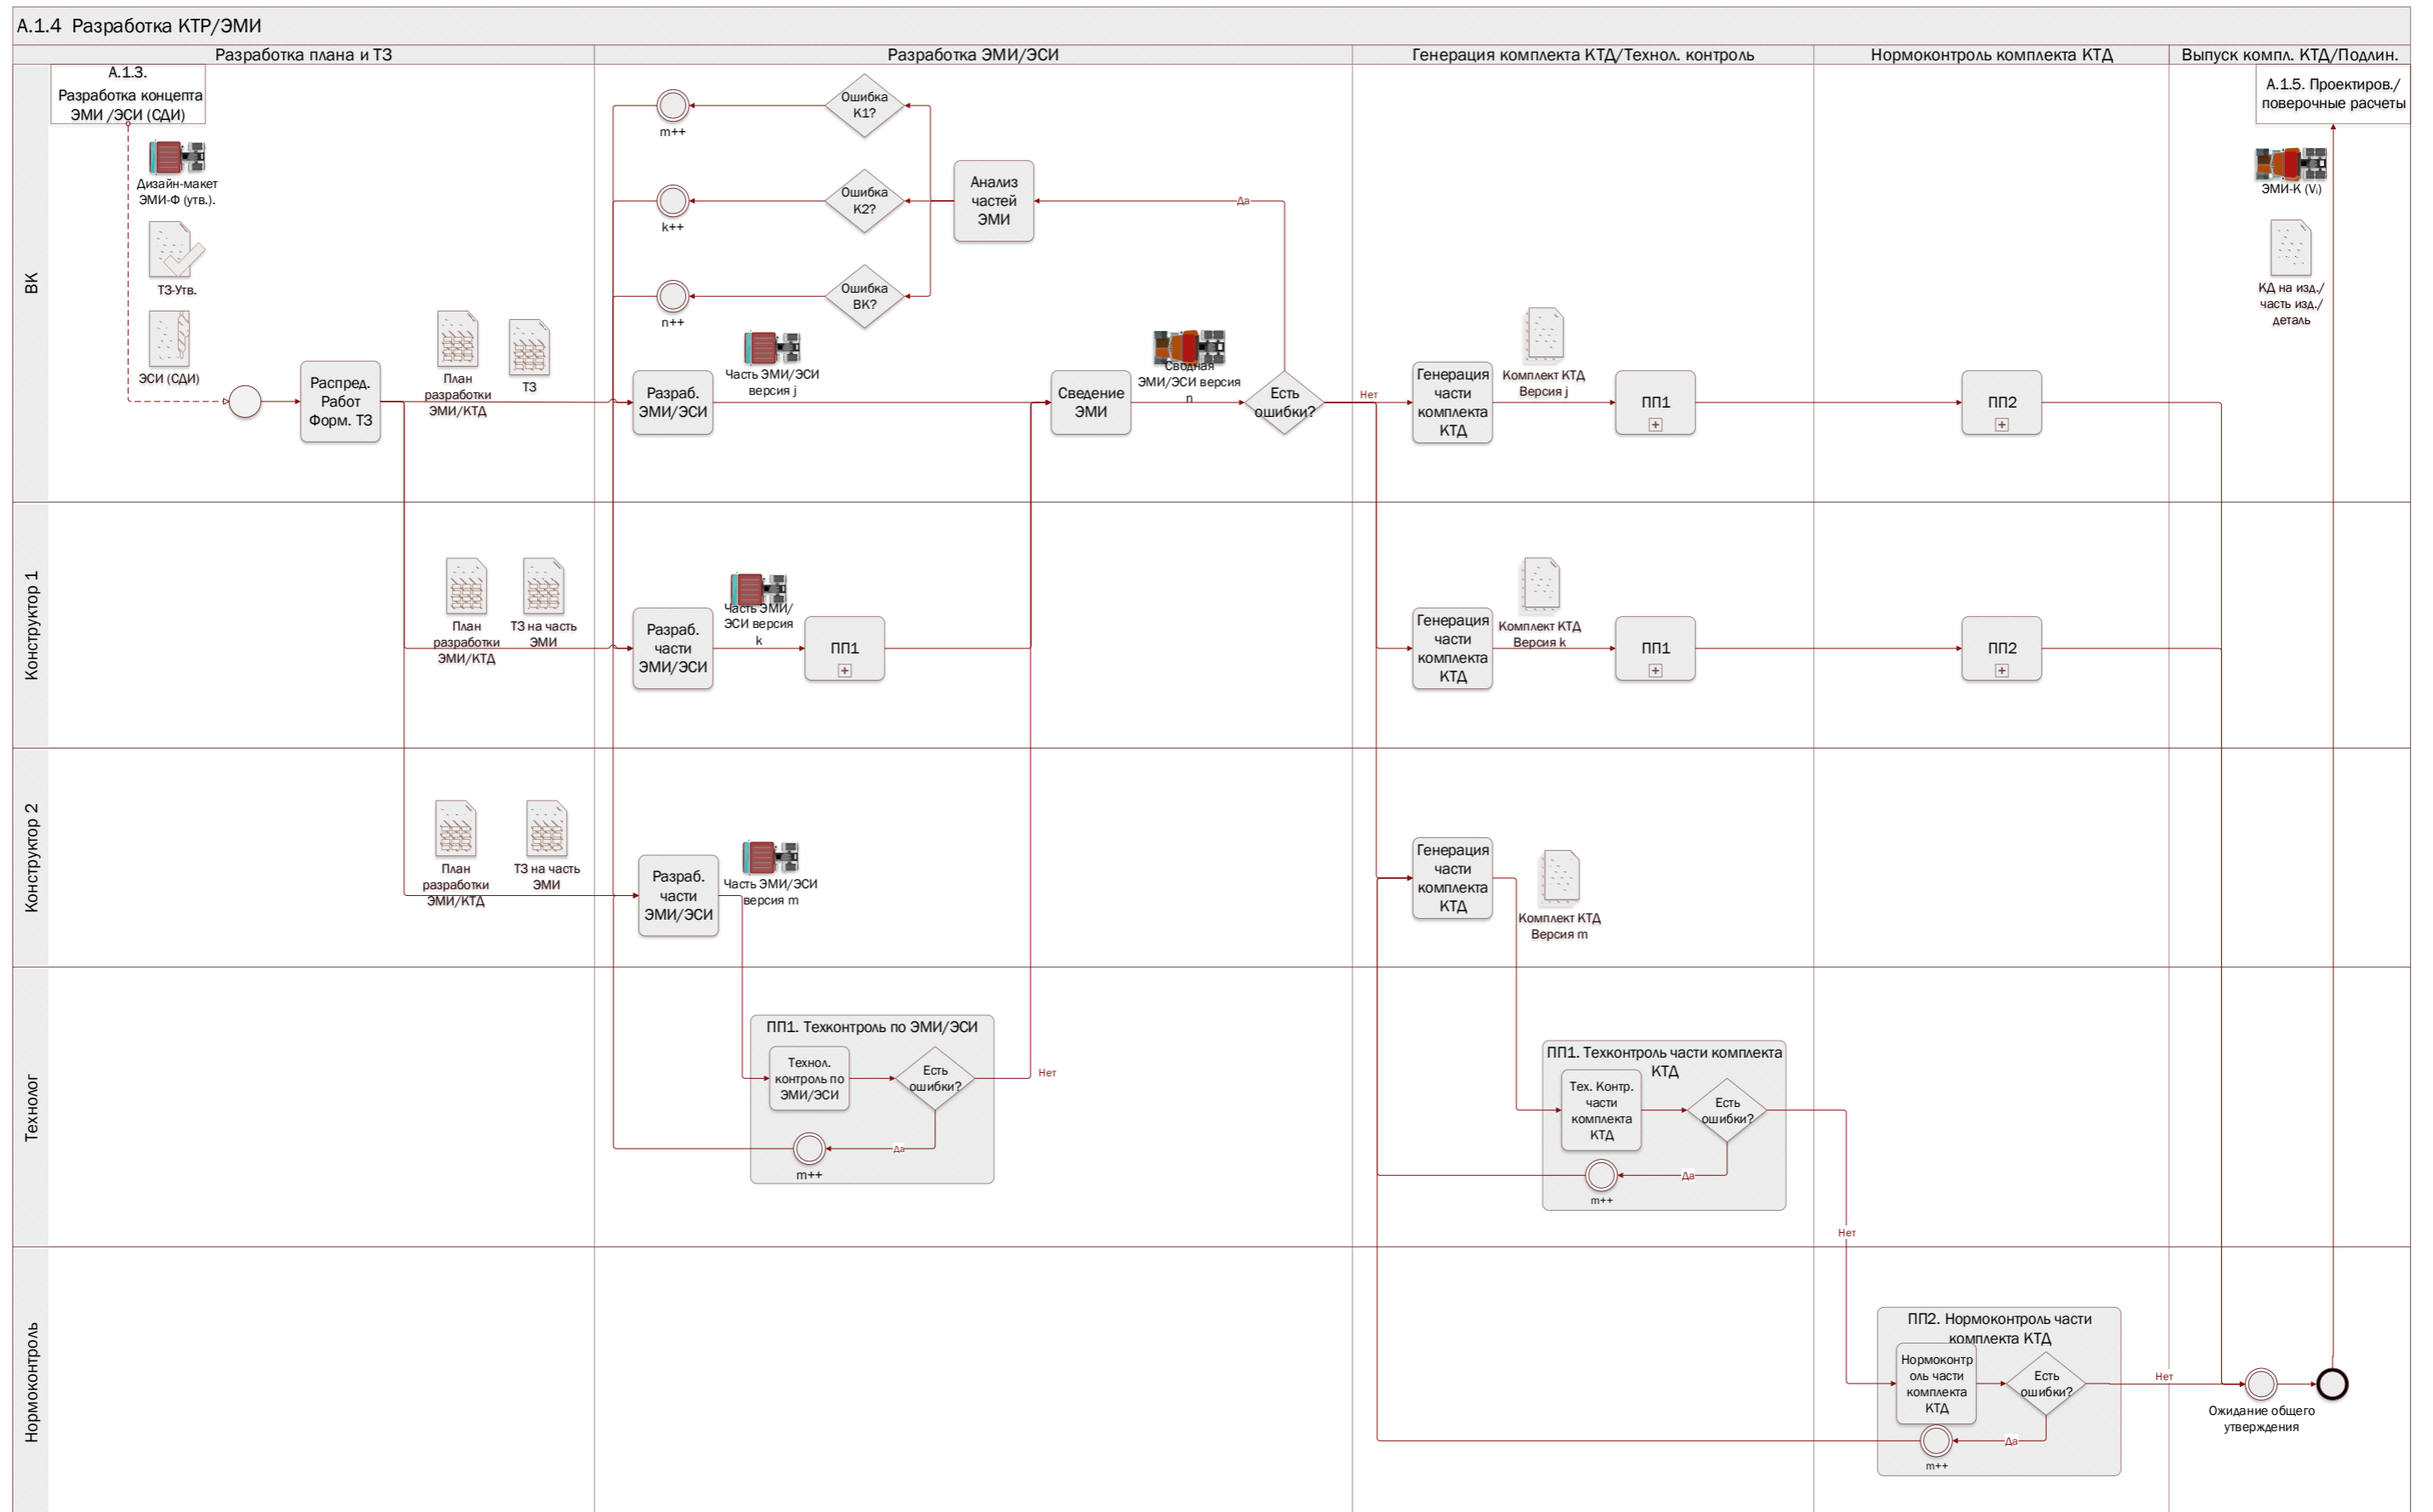 А.1.4 Разработка КТР/ЭМИ
Разработка плана и ТЗ
Разработка ЭМИ/ЭСИ
Генерация комплекта КТД/Технол. контроль
Нормоконтроль комплекта КТД
Выпуск компл. КТД/Подлин.
ВК
А.1.3.
Разработка концепта
ЭМИ /ЭСИ (СДИ)
Дизайн-макет
ЭМИ-Ф (утв.).
ТЗ-Утв.
ЭСИ (СДИ)
Распред.
Работ
Форм. ТЗ
План
разработки
ЭМИ/КТД
ТЗ
m++
Ошибка
К1?
k++
Ошибка
К2?
n++
Ошибка
ВК?
Анализ
частей
ЭМИ
Да
Разраб.
ЭМИ/ЭСИ
Часть ЭМИ/ЭСИ
версия j
Сведение
ЭМИ
Сводная
ЭМИ/ЭСИ версия
n
Есть
ошибки?
Нет
Генерация
части
комплекта
КТД
Комплект КТД
Версия j
ПП1
ПП2
А.1.5. Проектиров./
поверочные расчеты
ЭМИ-К (Vᵢ)
КД на изд./
часть изд./
деталь
Конструктор 1
План
разработки
ЭМИ/КТД
ТЗ на часть
ЭМИ
Разраб.
части
ЭМИ/ЭСИ
Часть ЭМИ/
ЭСИ версия
k
ПП1
Генерация
части
комплекта
КТД
Комплект КТД
Версия k
ПП1
ПП2
Конструктор 2
План
разработки
ЭМИ/КТД
ТЗ на часть
ЭМИ
Разраб.
части
ЭМИ/ЭСИ
Часть ЭМИ/ЭСИ
версия m
Генерация
части
комплекта
КТД
Комплект КТД
Версия m
Технолог
ПП1. Техконтроль по ЭМИ/ЭСИ
Технол.
контроль по
ЭМИ/ЭСИ
Есть
ошибки?
Нет
Да
m++
ПП1. Техконтроль части комплекта
КТД
Тех. Контр.
части
комплекта
КТД
Есть
ошибки?
Да
m++
Нет
Нормоконтроль
ПП2. Нормоконтроль части
комплекта КТД
Нормоконтр
оль части
комплекта
КТД
Есть
ошибки?
Нет
Да
m++
Ожидание общего
утверждения